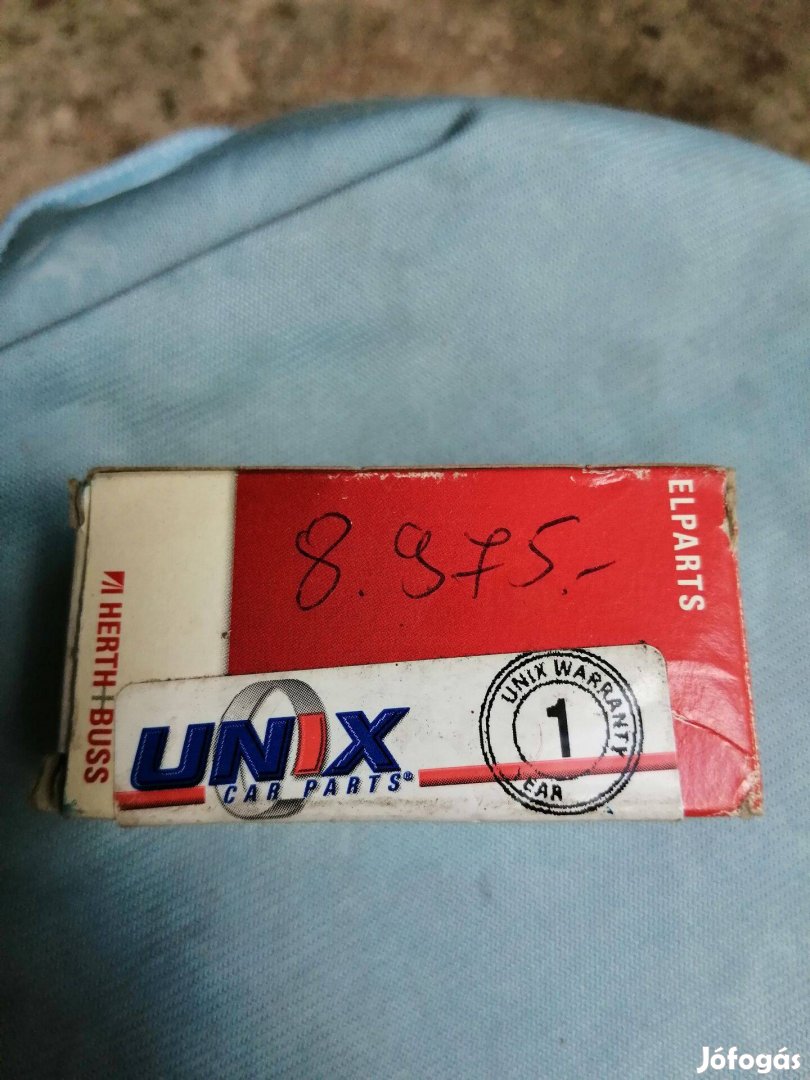 ELPARTS
8.975.-
HERTH+BUSS
UNIX
CAR PARTS®
UNIX WARRANTY
1
YEAR
Jófogás